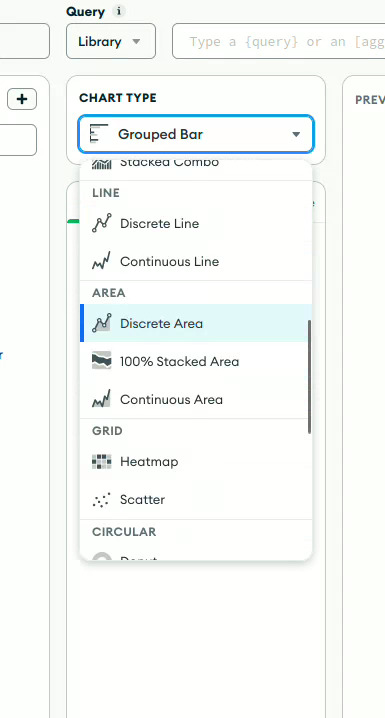 Query i
Library
Type a {query} or an [agg
CHART TYPE
PREV
Grouped Bar
Stacked Combo
LINE
Discrete Line
Continuous Line
AREA
Discrete Area
100% Stacked Area
Continuous Area
GRID
Heatmap
Scatter
CIRCULAR
Donut